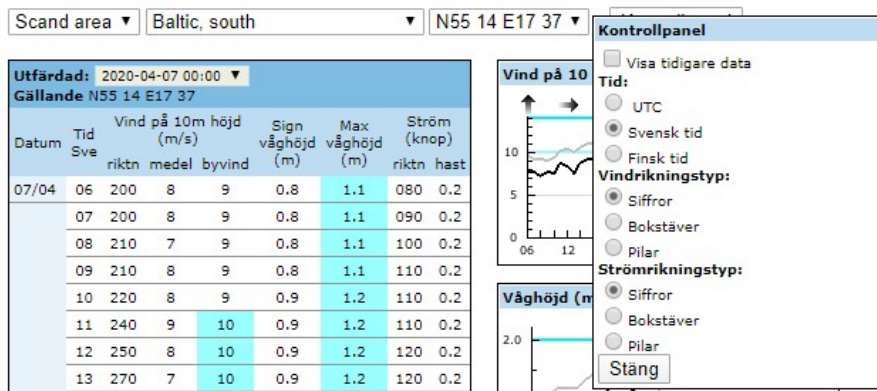 Scand area ▼ Baltic, south ▼ N55 14 E17 37 ▼
Utfärdad: 2020-04-07 00:00 ▼
Gällande N55 14 E17 37
Datum Tid Sve Vind på 10m höjd (m/s) Sign våghöjd (m) Max våghöjd (m) Ström (knop)
riktn medel byvind riktn hast
07/04 06 200 8 9 0.8 1.1 080 0.2
07 200 8 9 0.8 1.1 090 0.2
08 210 7 9 0.8 1.1 100 0.2
09 210 8 9 0.8 1.1 110 0.2
10 220 8 9 0.9 1.2 110 0.2
11 240 9 10 0.9 1.2 110 0.2
12 250 8 10 0.9 1.2 120 0.2
13 270 7 10 0.9 1.2 120 0.2
Vind på 10
10
5
0
06 12
Våghöjd (m
2.0
Kontrollpanel
Visa tidigare data
Tid:
UTC
Svensk tid
Finsk tid
Vindrikningstyp:
Siffror
Bokstäver
Pilar
Strömrikningstyp:
Siffror
Bokstäver
Pilar
Stäng